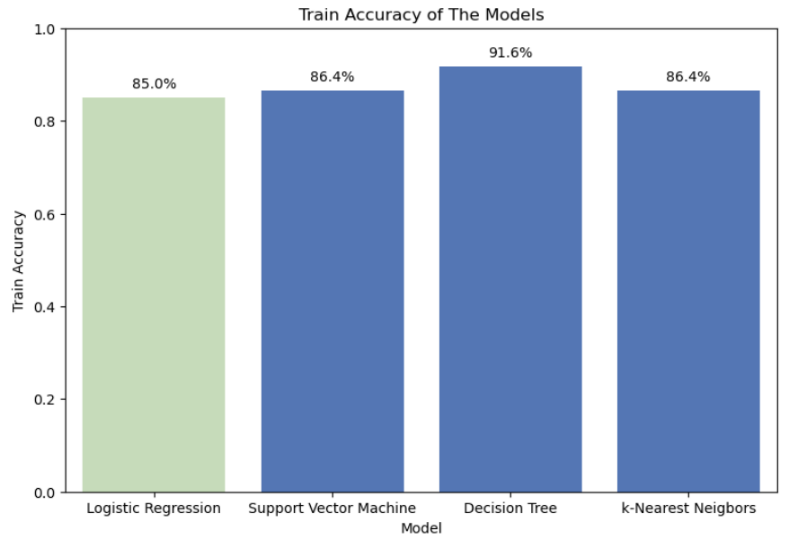 Train Accuracy of The Models
1.0
0.8
0.6
0.4
0.2
0.0
Train Accuracy
85.0%
86.4%
91.6%
86.4%
Logistic Regression
Support Vector Machine
Decision Tree
k-Nearest Neigbors
Model